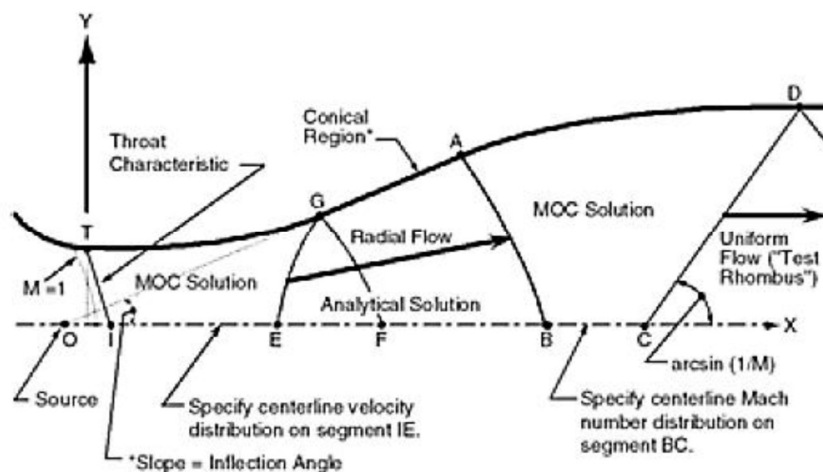 Y
D
Conical
Region*
Throat
Characteristic
A
G
MOC Solution
T
Radial Flow
Uniform
Flow ("Test
Rhombus")
M =1
MOC Solution
Analytical Solution
X
O
I
E
F
B
C
arcsin (1/M)
Source
Specify centerline velocity
distribution on segment IE.
Specify centerline Mach
number distribution on
segment BC.
*Slope = Inflection Angle